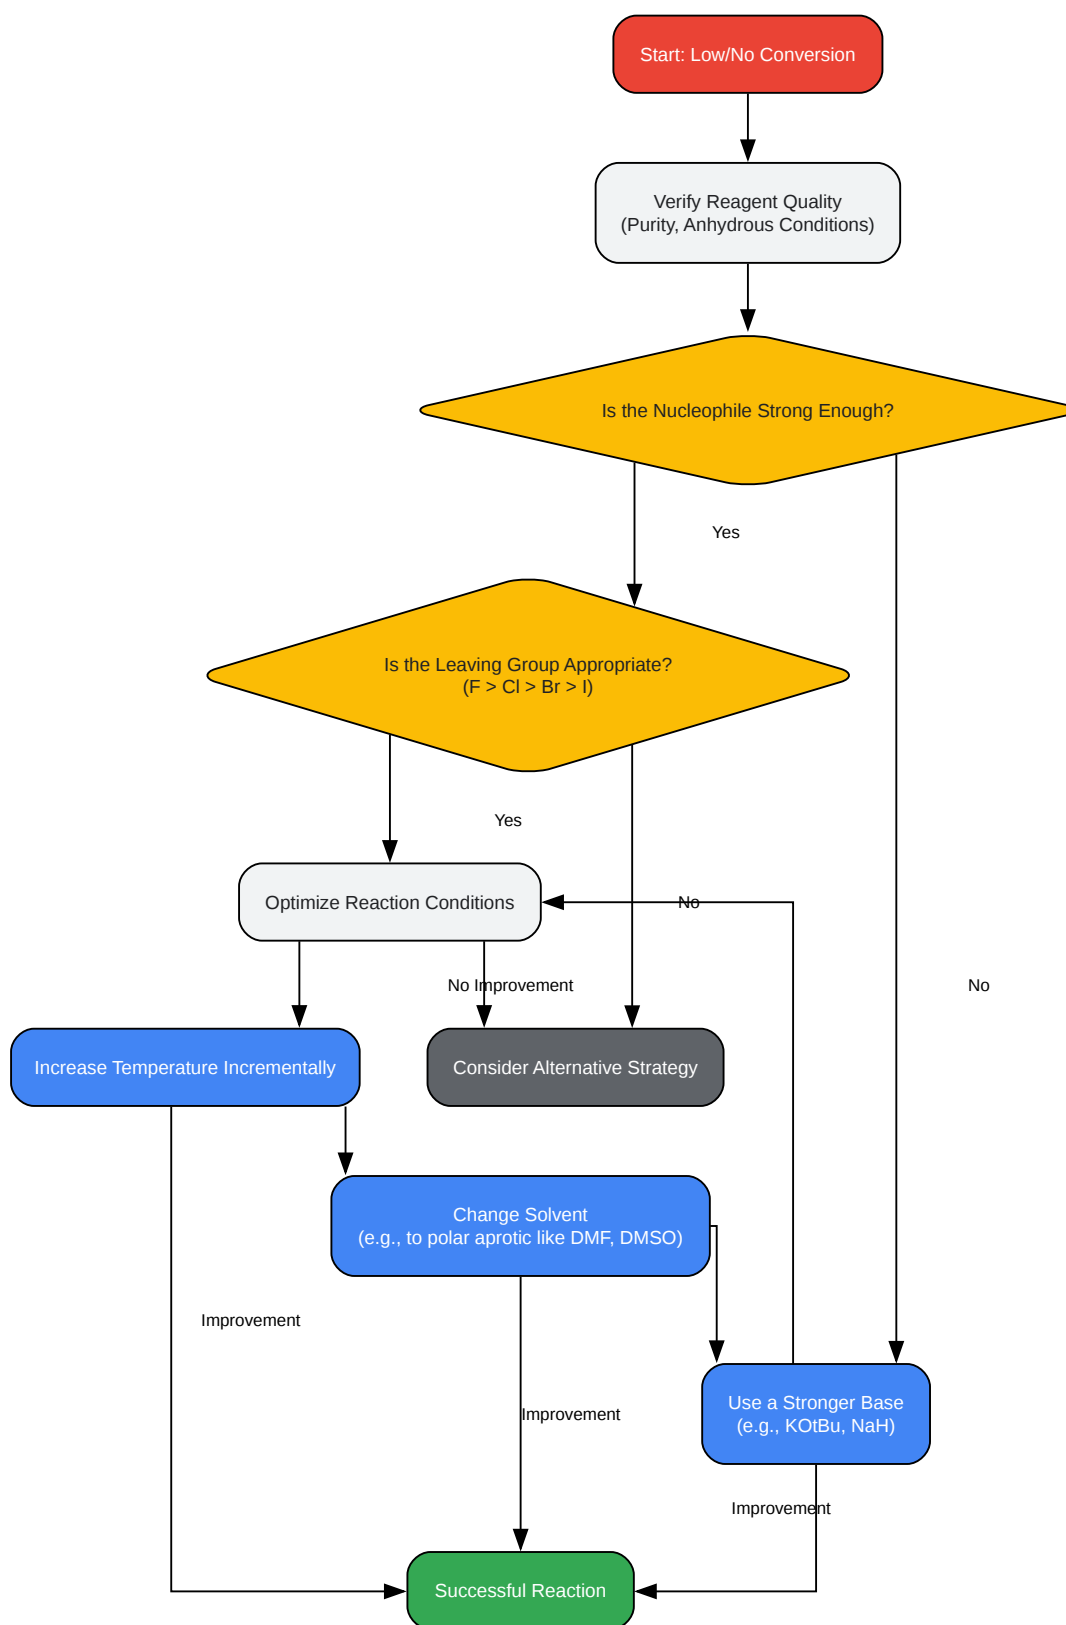 Start: Low/No Conversion
Verify Reagent Quality
(Purity, Anhydrous Conditions)
Is the Nucleophile Strong Enough?
Yes
Is the Leaving Group Appropriate?
(F > Cl > Br > I)
Yes
Optimize Reaction Conditions
No
No Improvement
No
Increase Temperature Incrementally
Consider Alternative Strategy
Change Solvent
(e.g., to polar aprotic like DMF, DMSO)
Improvement
Use a Stronger Base
(e.g., KOtBu, NaH)
Improvement
Improvement
Successful Reaction